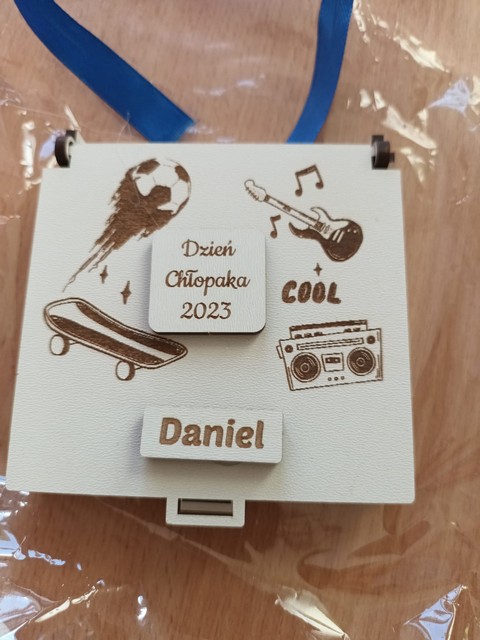 Dzień
Chłopaka
2023
COOL
Daniel